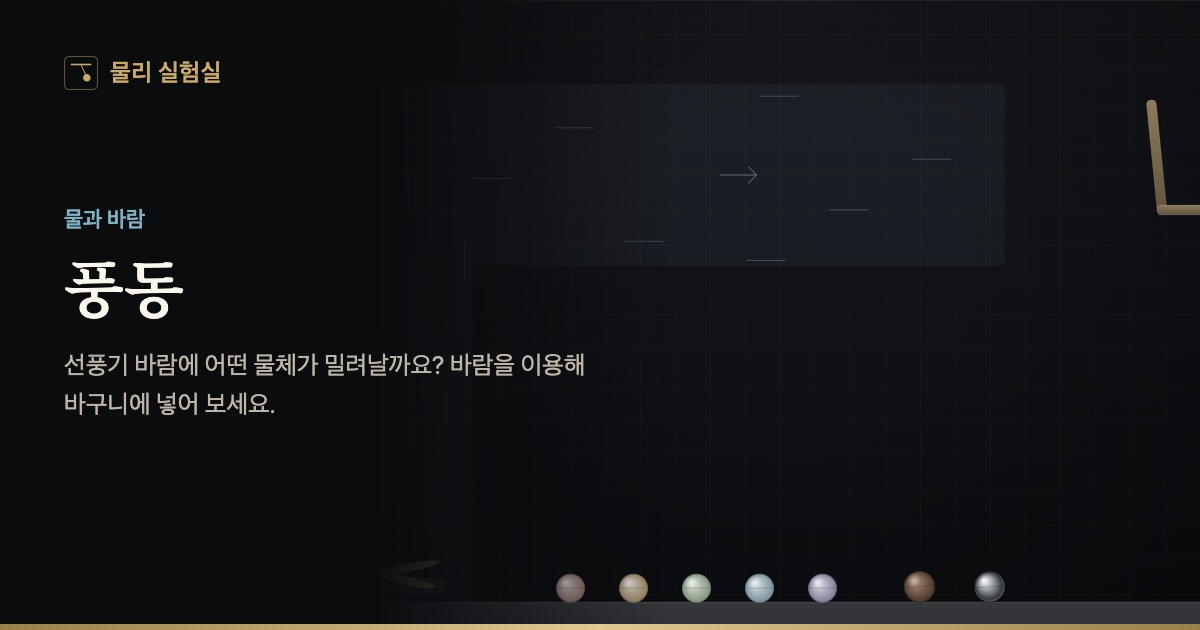 물리 실험실
물과 바람
풍동
선풍기 바람에 어떤 물체가 밀려날까요? 바람을 이용해
바구니에 넣어 보세요.